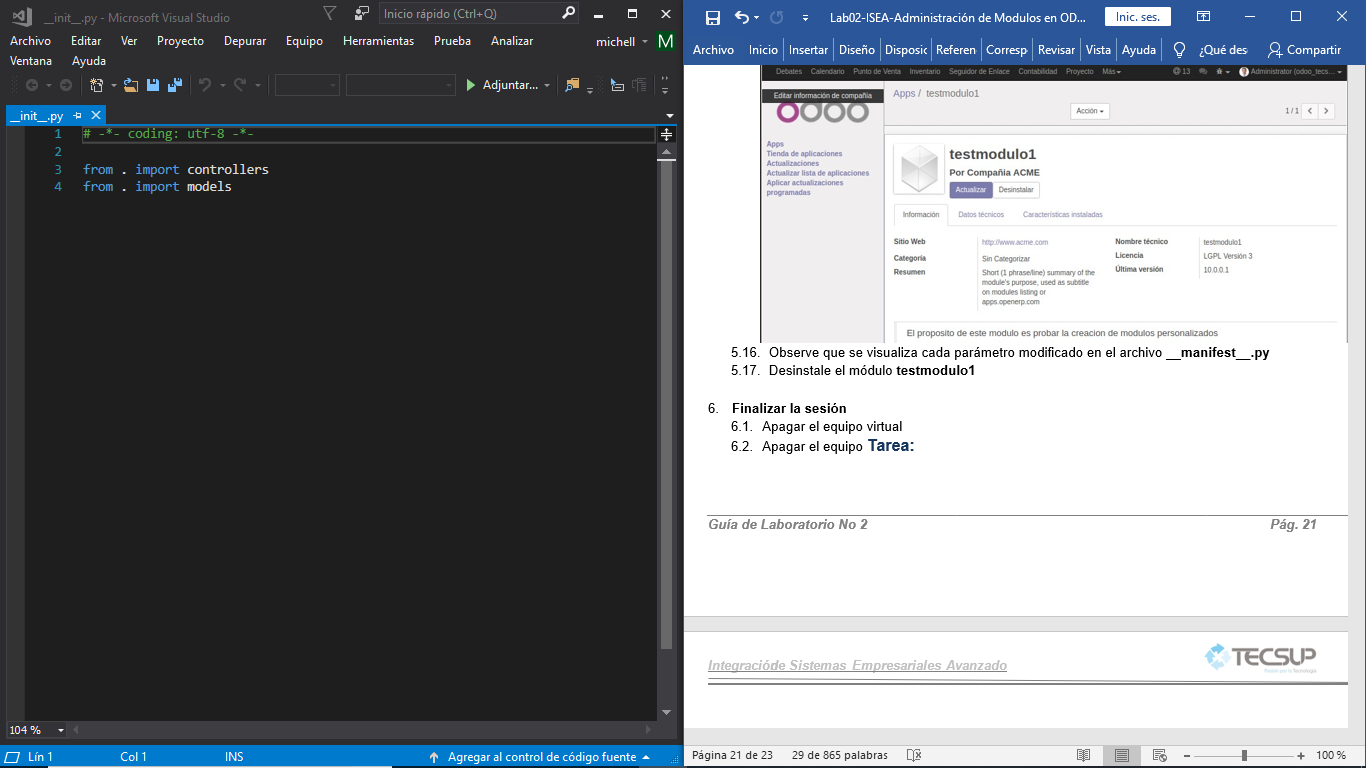 __init__.py - Microsoft Visual Studio
Inicio rápido (Ctrl+Q)
Archivo Editar Ver Proyecto Depurar Equipo Herramientas Prueba Analizar
michell M
Ventana Ayuda
Adjuntar...
__init__.py
1 # -*- coding: utf-8 -*-
2
3 from . import controllers
4 from . import models
104 %
Lín 1 Col 1 INS Agregar al control de código fuente
Lab02-ISEA-Administración de Modulos en OD... Inic. ses.
Archivo Inicio Insertar Diseño Disposic Referen Corresp Revisar Vista Ayuda ¿Qué des Compartir
Debates Calendario Punto de Venta Inventario Seguidor de Enlace Contabilidad Proyecto Más 13 Administrator (odoo_tecs...
Editar información de compañía
odoo
Apps / testmodulo1
Acción
1 / 1
Apps
Tienda de aplicaciones
Actualizaciones
Actualizar lista de aplicaciones
Aplicar actualizaciones
programadas
testmodulo1
Por Compañia ACME
Actualizar Desinstalar
Información Datos técnicos Características instaladas
Sitio Web http://www.acme.com
Categoría Sin Categorizar
Resumen Short (1 phrase/line) summary of the
module's purpose, used as subtitle
on modules listing or
apps.openerp.com
Nombre técnico testmodulo1
Licencia LGPL Versión 3
Última versión 10.0.0.1
El proposito de este modulo es probar la creacion de modulos personalizados
5.16. Observe que se visualiza cada parámetro modificado en el archivo __manifest__.py
5.17. Desinstale el módulo testmodulo1
6. Finalizar la sesión
6.1. Apagar el equipo virtual
6.2. Apagar el equipo Tarea:
Guía de Laboratorio No 2 Pág. 21
Integraciónde Sistemas Empresariales Avanzado
TECSUP
Página 21 de 23 29 de 865 palabras 100 %